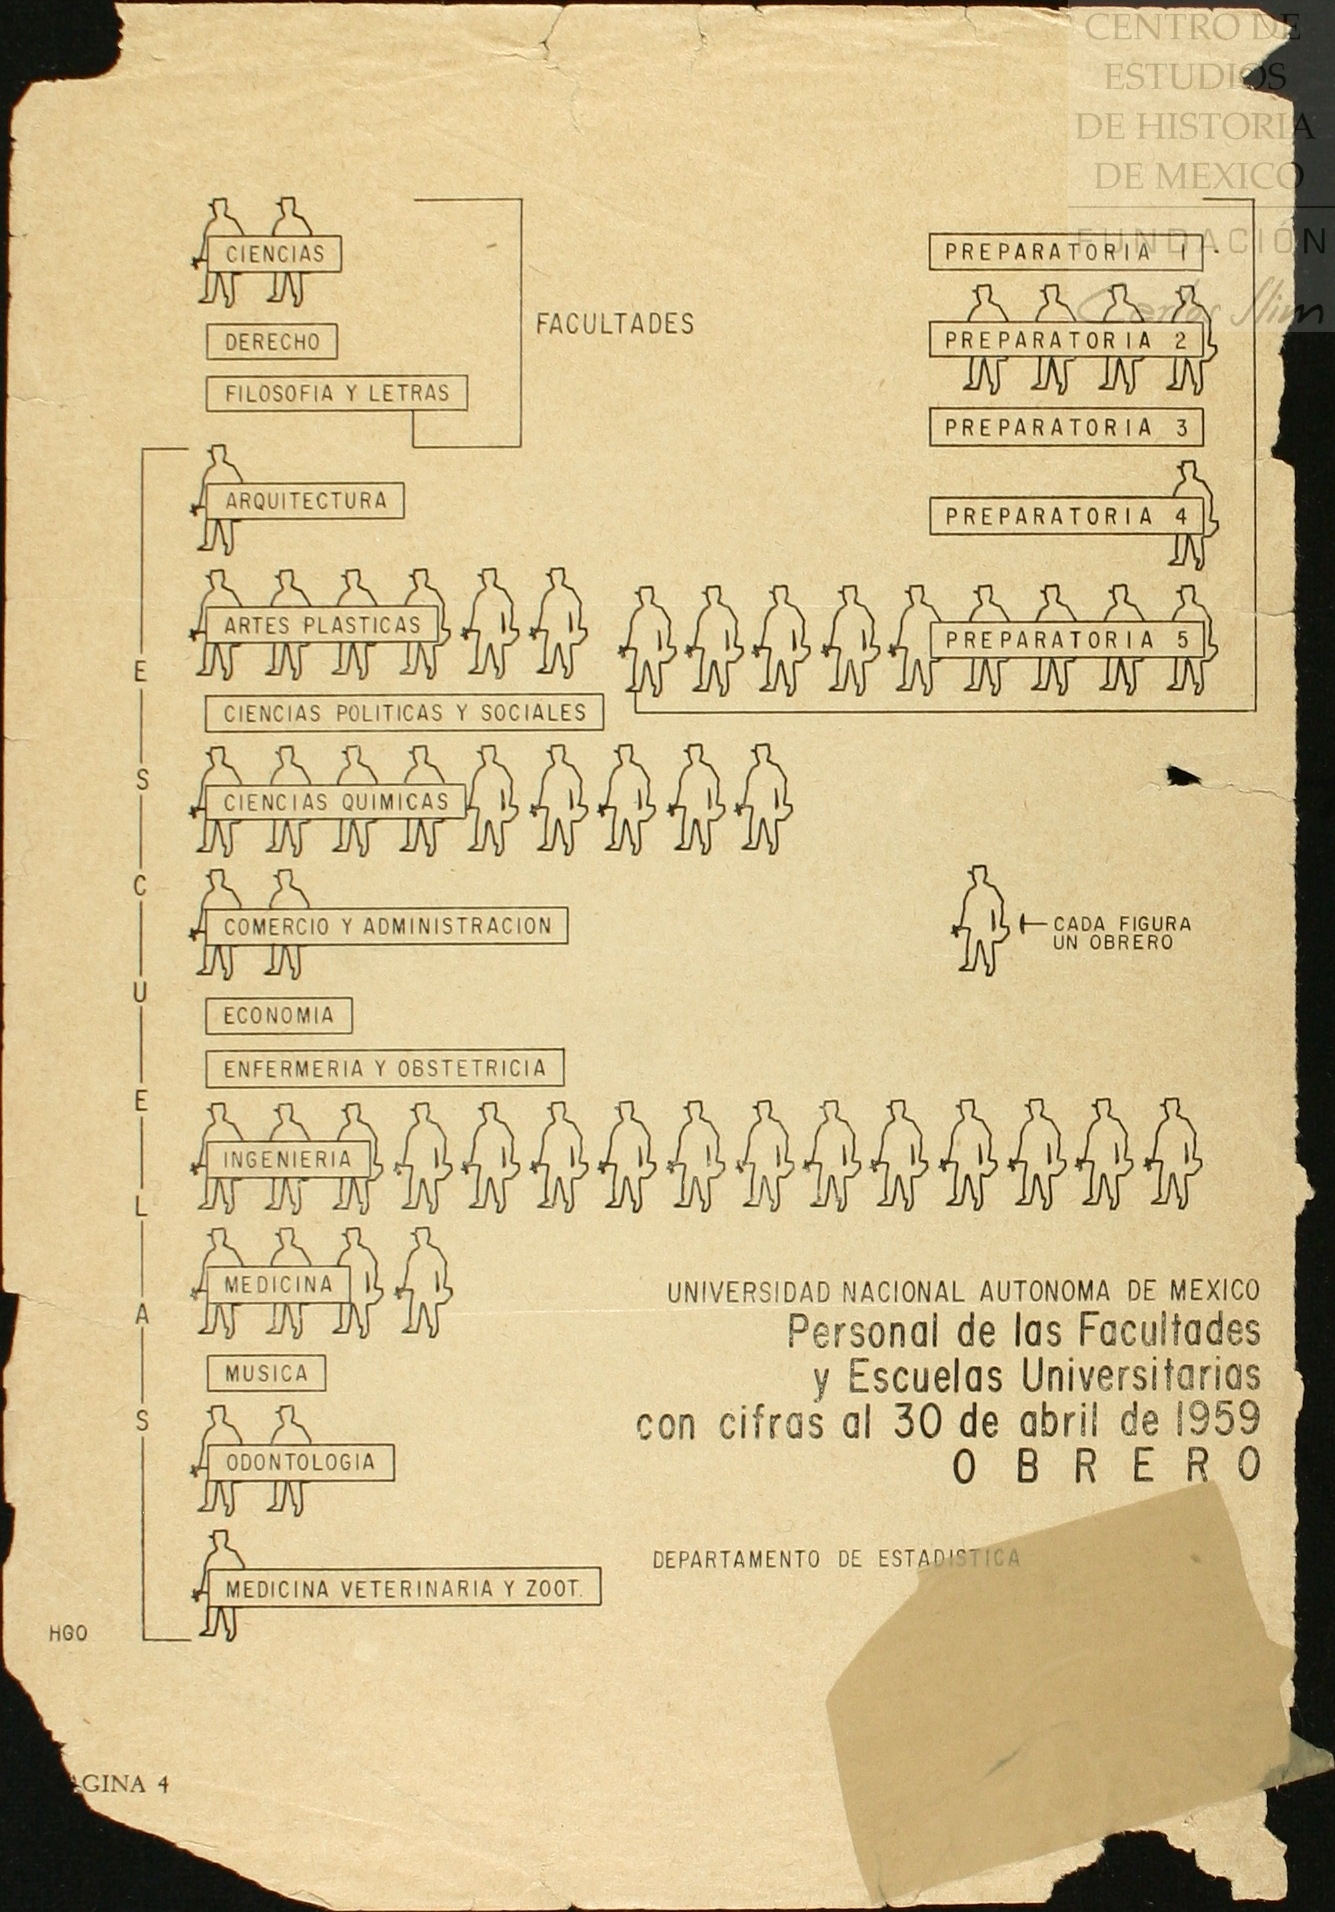 CENTRO DE
ESTUDIOS
DE HISTORIA
DE MEXICO
FUNDACIÓN
Carlos Slim
CIENCIAS
DERECHO
FILOSOFIA Y LETRAS
FACULTADES
PREPARATORIA 1
PREPARATORIA 2
PREPARATORIA 3
PREPARATORIA 4
PREPARATORIA 5
ESCUELAS
ARQUITECTURA
ARTES PLASTICAS
CIENCIAS POLITICAS Y SOCIALES
CIENCIAS QUIMICAS
COMERCIO Y ADMINISTRACION
ECONOMIA
ENFERMERIA Y OBSTETRICIA
INGENIERIA
MEDICINA
MUSICA
ODONTOLOGIA
MEDICINA VETERINARIA Y ZOOT.
CADA FIGURA
UN OBRERO
UNIVERSIDAD NACIONAL AUTONOMA DE MEXICO
Personal de las Facultades
y Escuelas Universitarias
con cifras al 30 de abril de 1959
OBRERO
DEPARTAMENTO DE ESTADISTICA
HGO
AGINA 4